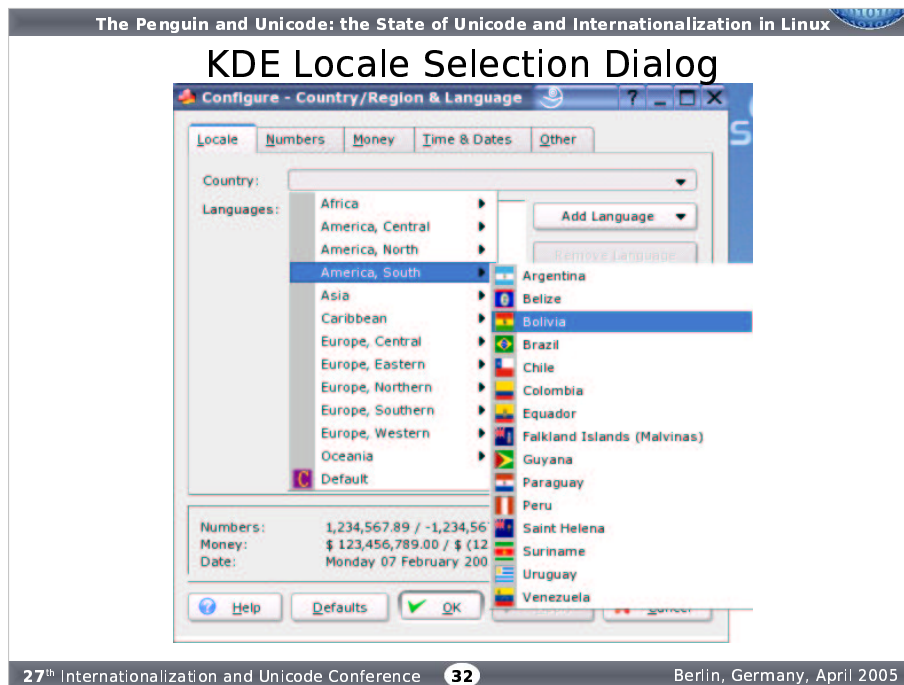 The Penguin and Unicode: the State of Unicode and Internationalization in Linux
KDE Locale Selection Dialog
Configure - Country/Region & Language
Locale Numbers Money Time & Dates Other
Country:
Languages:
Add Language
Remove Language
Africa
America, Central
America, North
America, South
Asia
Caribbean
Europe, Central
Europe, Eastern
Europe, Northern
Europe, Southern
Europe, Western
Oceania
Default
Argentina
Belize
Bolivia
Brazil
Chile
Colombia
Equador
Falkland Islands (Malvinas)
Guyana
Paraguay
Peru
Saint Helena
Suriname
Uruguay
Venezuela
Numbers: 1,234,567.89 / -1,234,56
Money: $ 123,456,789.00 / $ (12
Date: Monday 07 February 200
Help Defaults OK Cancel
27th Internationalization and Unicode Conference 32 Berlin, Germany, April 2005